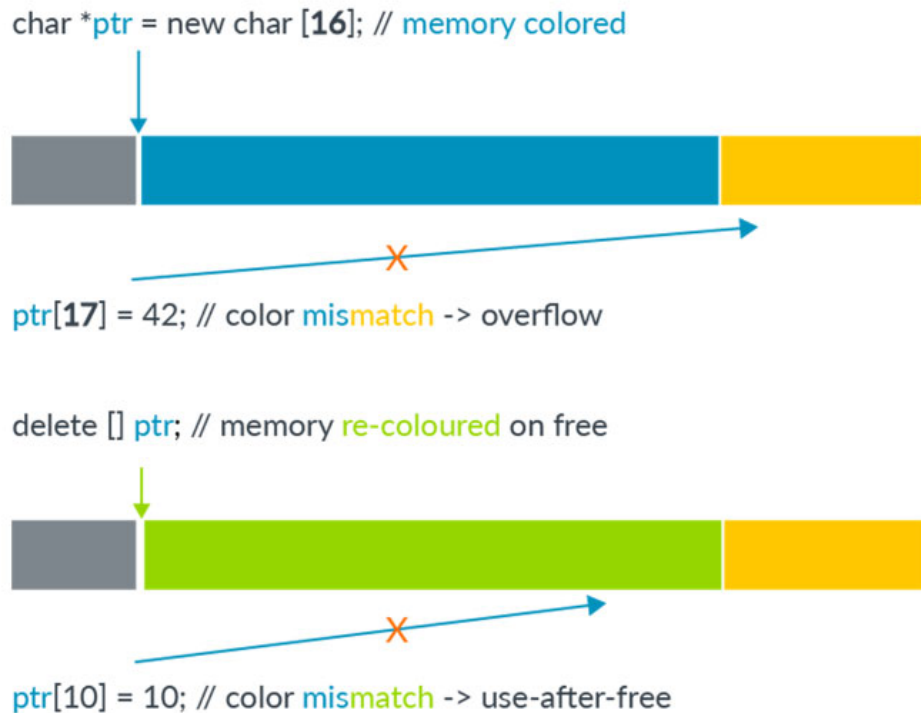 char *ptr = new char [16]; // memory colored
X
ptr[17] = 42; // color mismatch -> overflow
delete [] ptr; // memory re-coloured on free
X
ptr[10] = 10; // color mismatch -> use-after-free